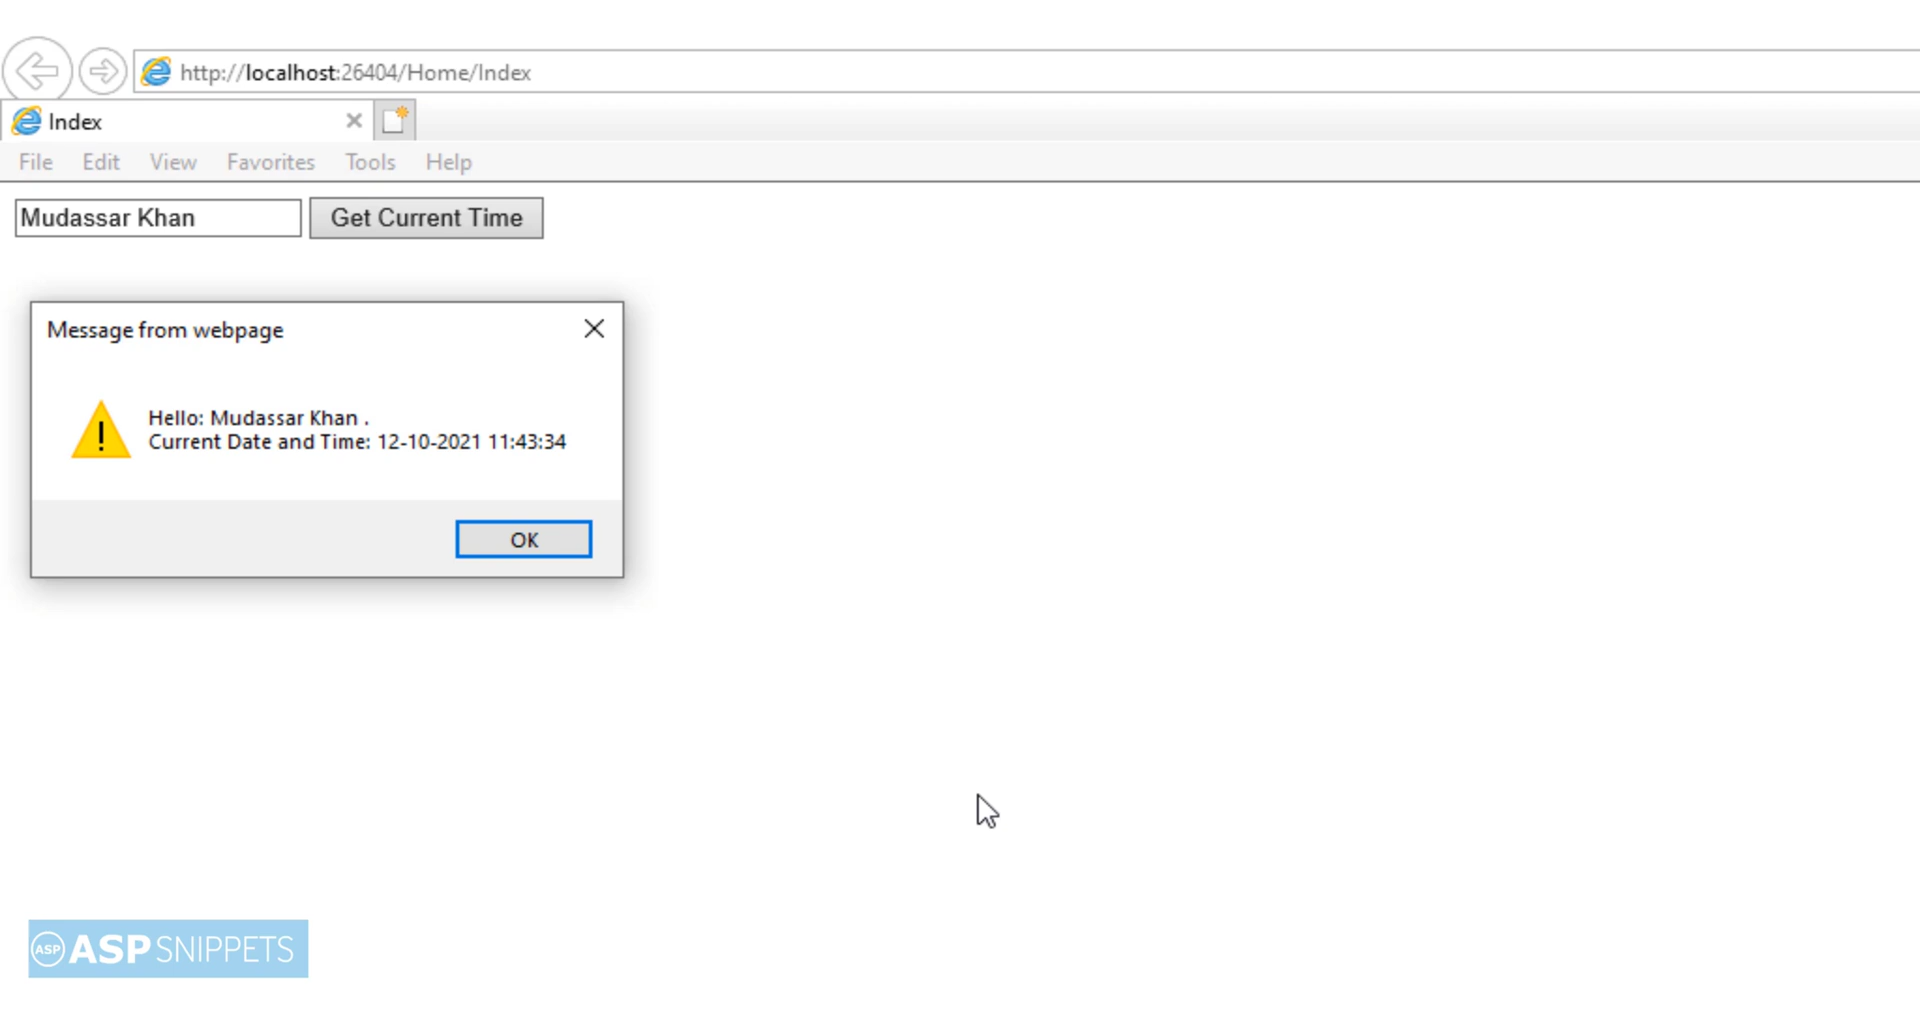 http://localhost:26404/Home/Index
Index
File Edit View Favorites Tools Help
Mudassar Khan Get Current Time
Message from webpage
Hello: Mudassar Khan .
Current Date and Time: 12-10-2021 11:43:34
OK
ASP ASPSNIPPETS